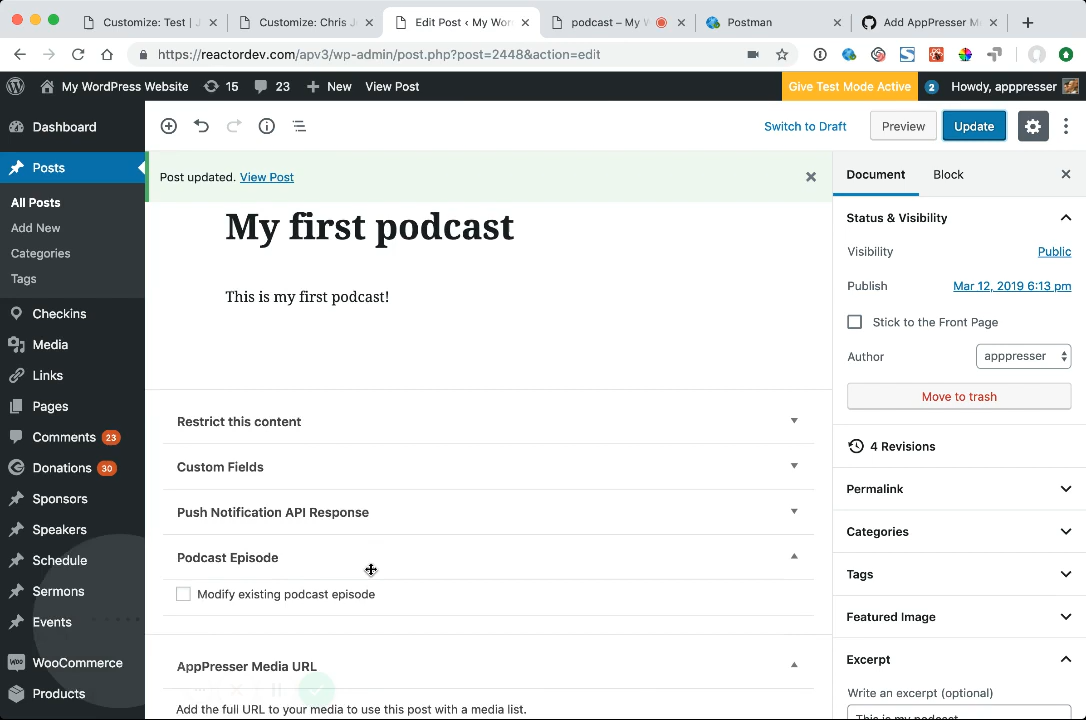 Customize: Test | J
Customize: Chris J
Edit Post ‹ My Wor
podcast – My W
Postman
Add AppPresser M
https://reactordev.com/apv3/wp-admin/post.php?post=2448&action=edit
My WordPress Website 15 23 New View Post
Give Test Mode Active 2 Howdy, apppresser
Dashboard
Posts
All Posts
Add New
Categories
Tags
Checkins
Media
Links
Pages
Comments 23
Donations 30
Sponsors
Speakers
Schedule
Sermons
Events
WooCommerce
Products
Switch to Draft Preview Update
Post updated. View Post
My first podcast
This is my first podcast!
Restrict this content
Custom Fields
Push Notification API Response
Podcast Episode
Modify existing podcast episode
AppPresser Media URL
Add the full URL to your media to use this post with a media list.
Document Block
Status & Visibility
Visibility Public
Publish Mar 12, 2019 6:13 pm
Stick to the Front Page
Author apppresser
Move to trash
4 Revisions
Permalink
Categories
Tags
Featured Image
Excerpt
Write an excerpt (optional)
This is my podcast